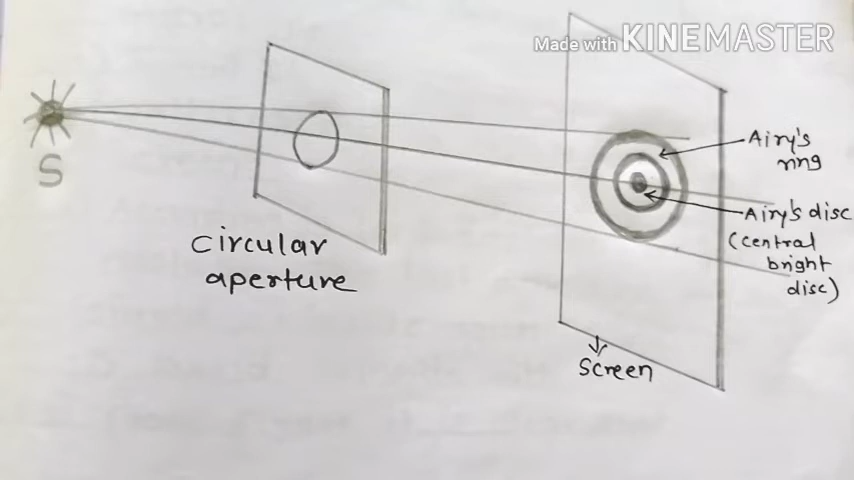 Made with KINEMASTER
S
circular
aperture
Airy's
ring
Airy's disc
(central
bright
disc)
Screen